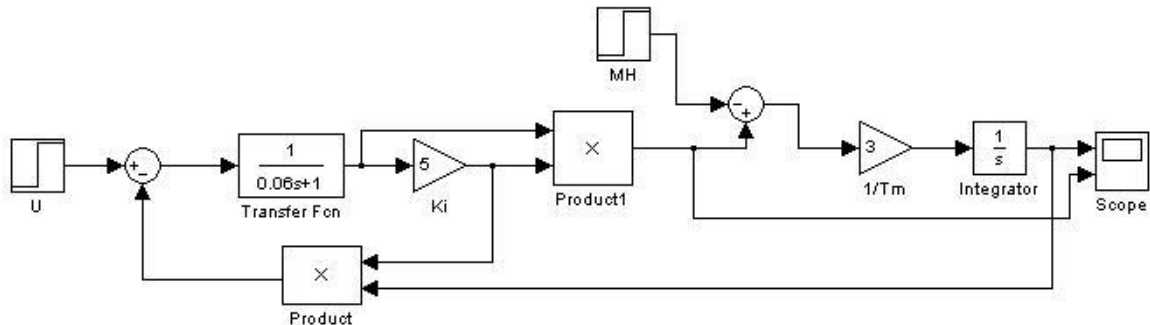 MH
U
+
−
1
0.06s+1
Transfer Fcn
5
Ki
×
Product1
−
+
3
1/Tm
1
s
Integrator
Scope
×
Product